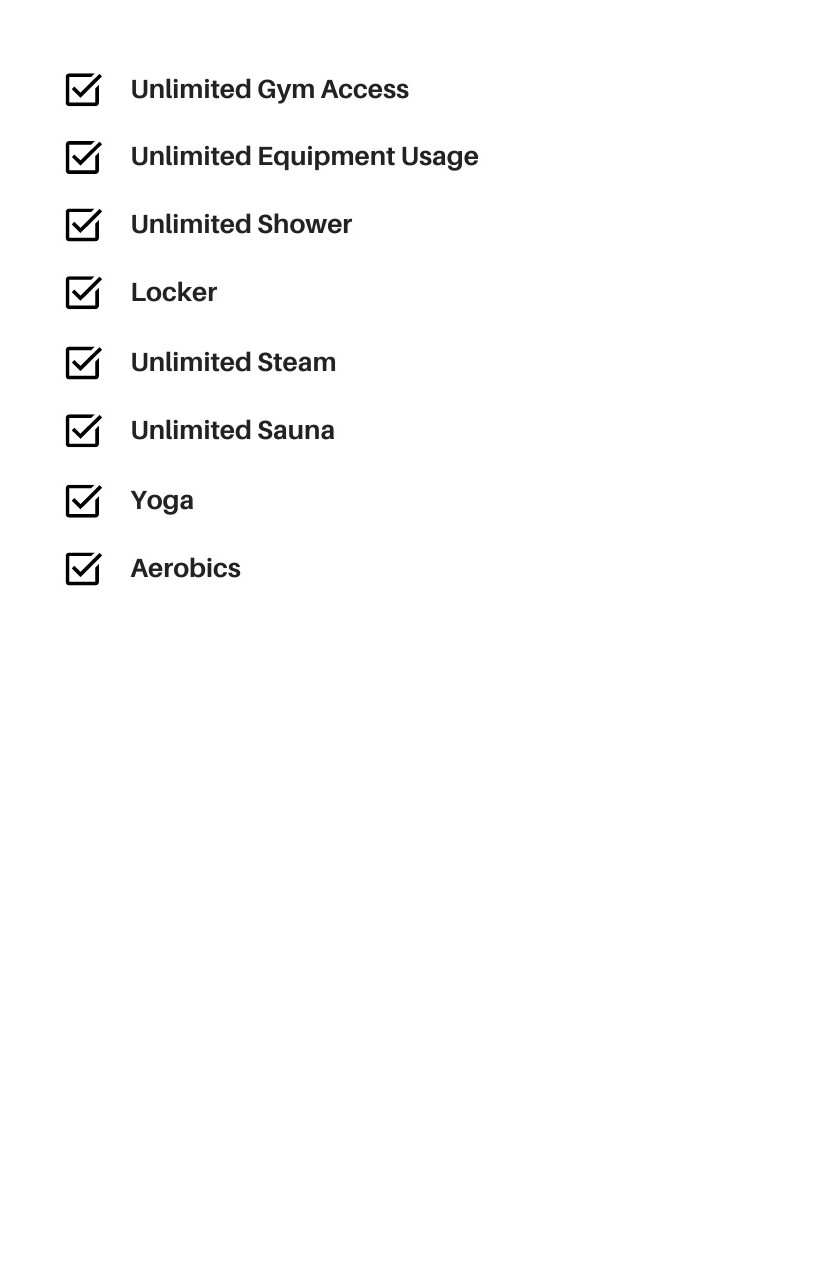 Unlimited Gym Access
Unlimited Equipment Usage
Unlimited Shower
Locker
Unlimited Steam
Unlimited Sauna
Yoga
Aerobics